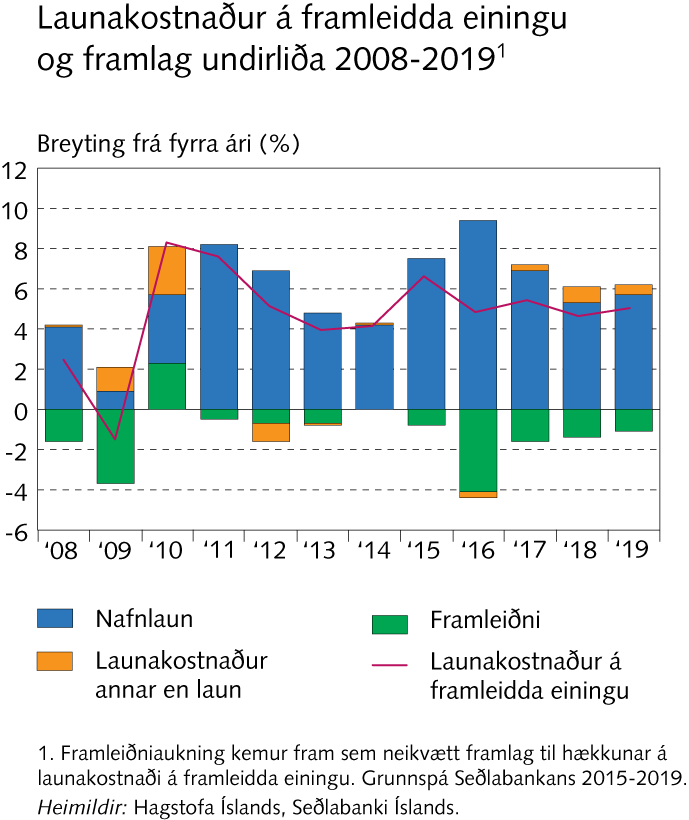 Launakostnaður á framleidda einingu
og framlag undirliða 2008-2019¹
Breyting frá fyrra ári (%)
12
10
8
6
4
2
0
-2
-4
-6
‘08 ‘09 ‘10 ‘11 ‘12 ‘13 ‘14 ‘15 ‘16 ‘17 ‘18 ‘19
Nafnlaun
Framleiðni
Launakostnaður
annar en laun
Launakostnaður á
framleidda einingu
1. Framleiðniaukning kemur fram sem neikvætt framlag til hækkunar á
launakostnaði á framleidda einingu. Grunnspá Seðlabankans 2015-2019.
Heimildir: Hagstofa Íslands, Seðlabanki Íslands.